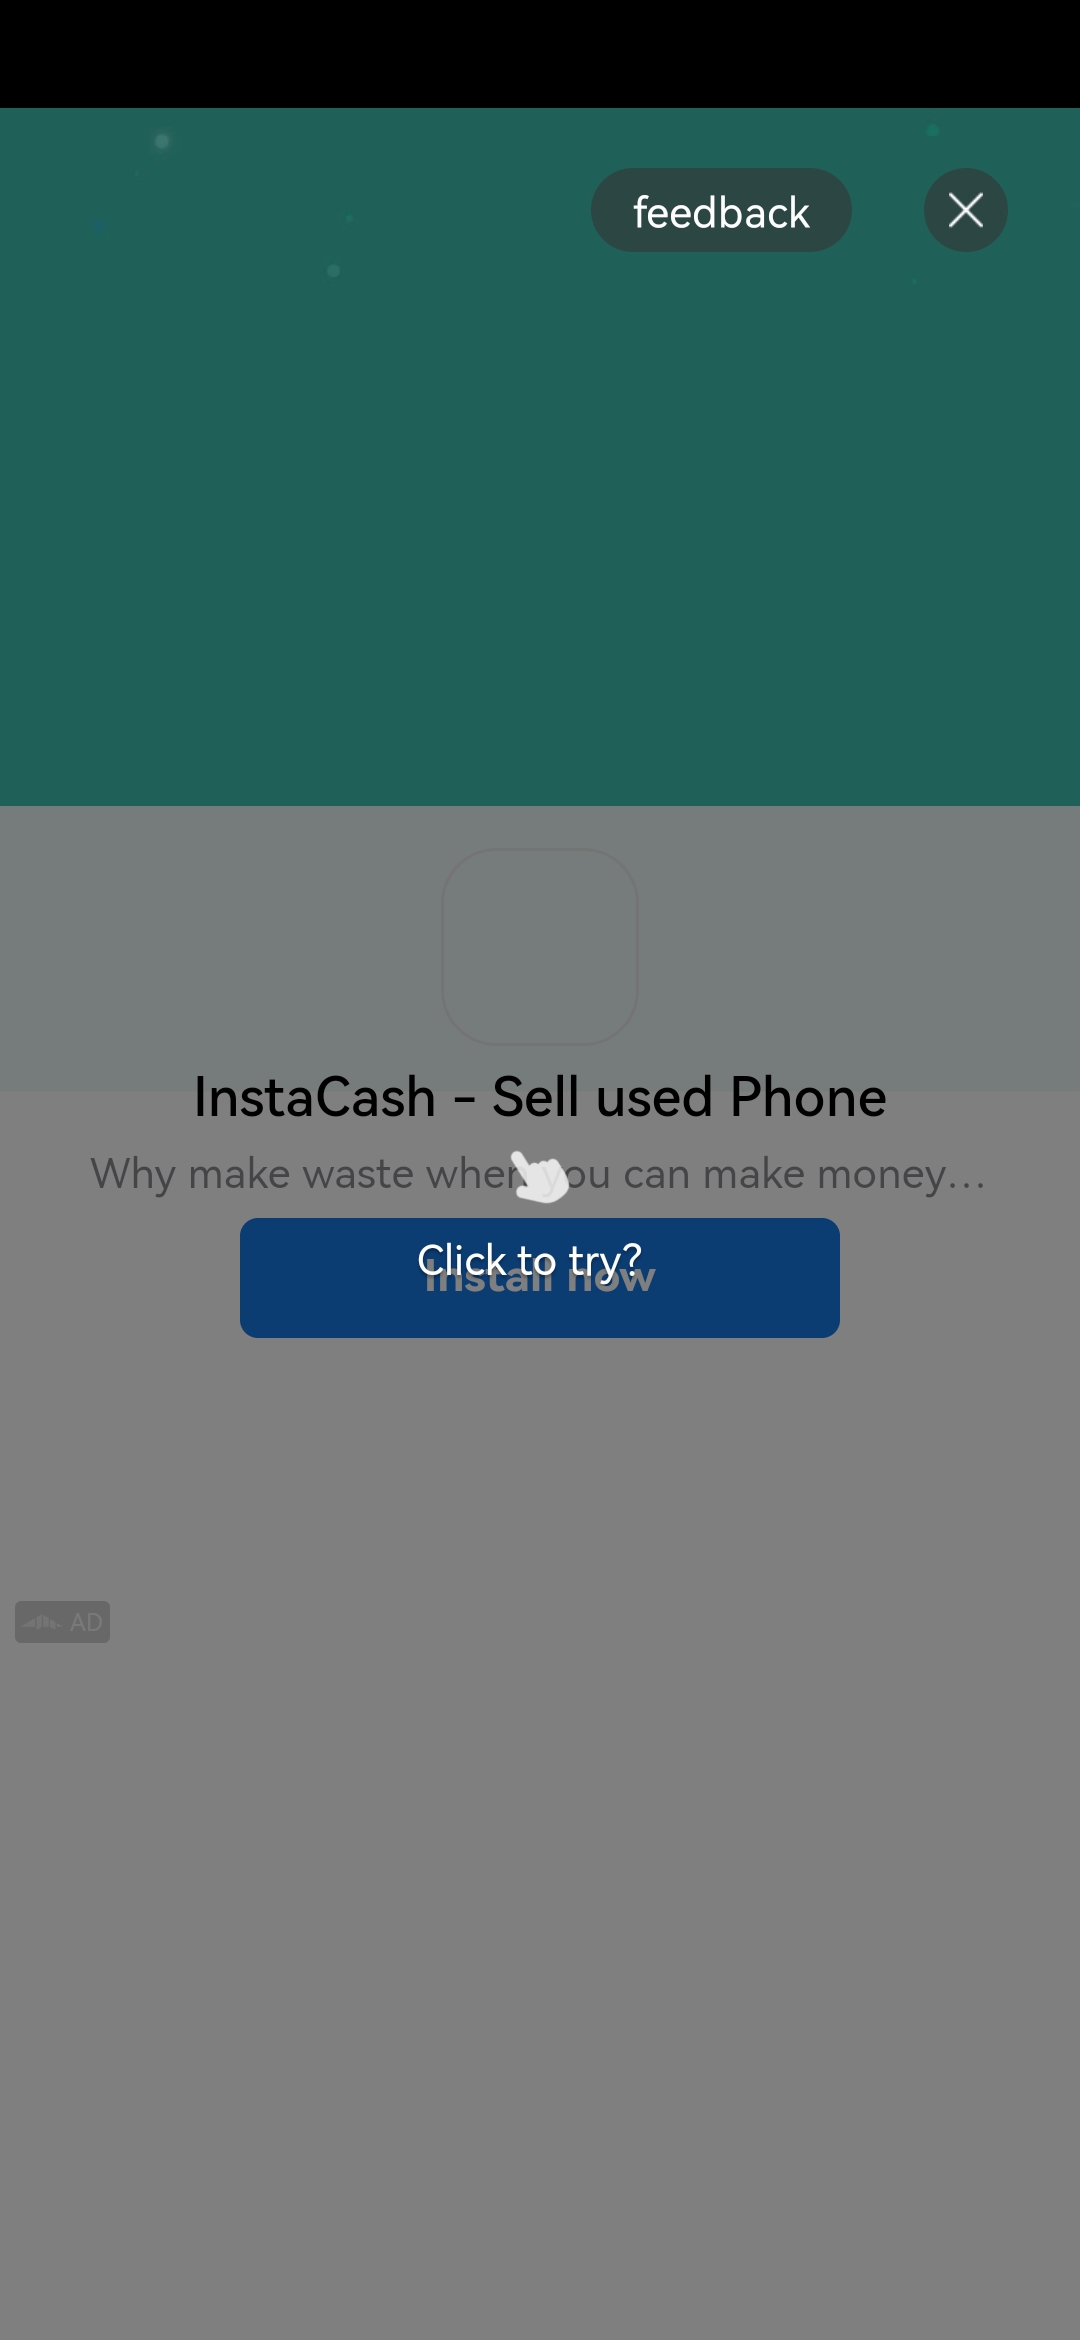 feedback
InstaCash - Sell used Phone
Why make waste when you can make money...
Click to try?
Install now
AD